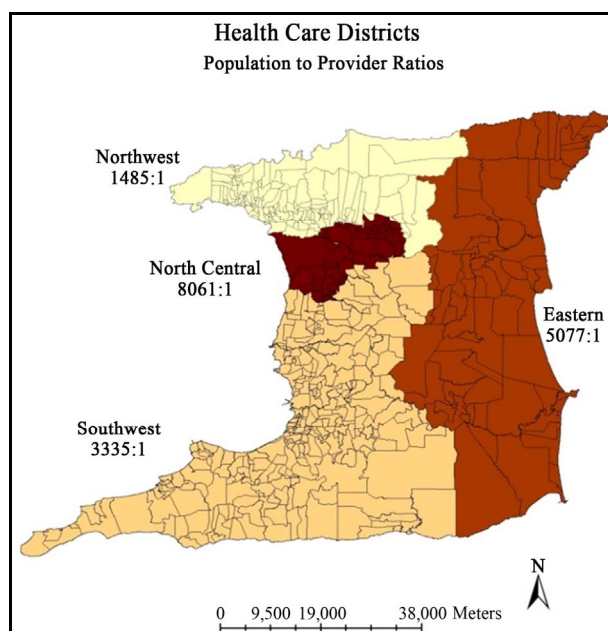 Health Care Districts
Population to Provider Ratios
Northwest
1485:1
North Central
8061:1
Eastern
5077:1
Southwest
3335:1
N
0 9,500 19,000 38,000 Meters